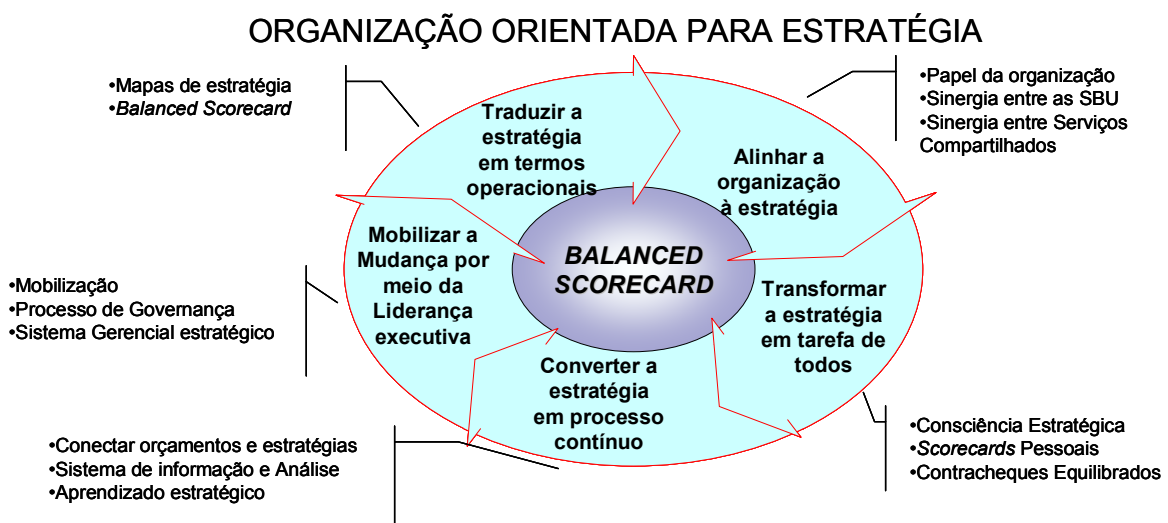 ORGANIZAÇÃO ORIENTADA PARA ESTRATÉGIA
•Mapas de estratégia
•Balanced Scorecard
•Papel da organização
•Sinergia entre as SBU
•Sinergia entre Serviços
Compartilhados
Traduzir a
estratégia
em termos
operacionais
Alinhar a
organização
à estratégia
Mobilizar a
Mudança por
meio da
Liderança
executiva
BALANCED
SCORECARD
Transformar
a estratégia
em tarefa de
todos
Converter a
estratégia
em processo
contínuo
•Mobilização
•Processo de Governança
•Sistema Gerencial estratégico
•Conectar orçamentos e estratégias
•Sistema de informação e Análise
•Aprendizado estratégico
•Consciência Estratégica
•Scorecards Pessoais
•Contracheques Equilibrados